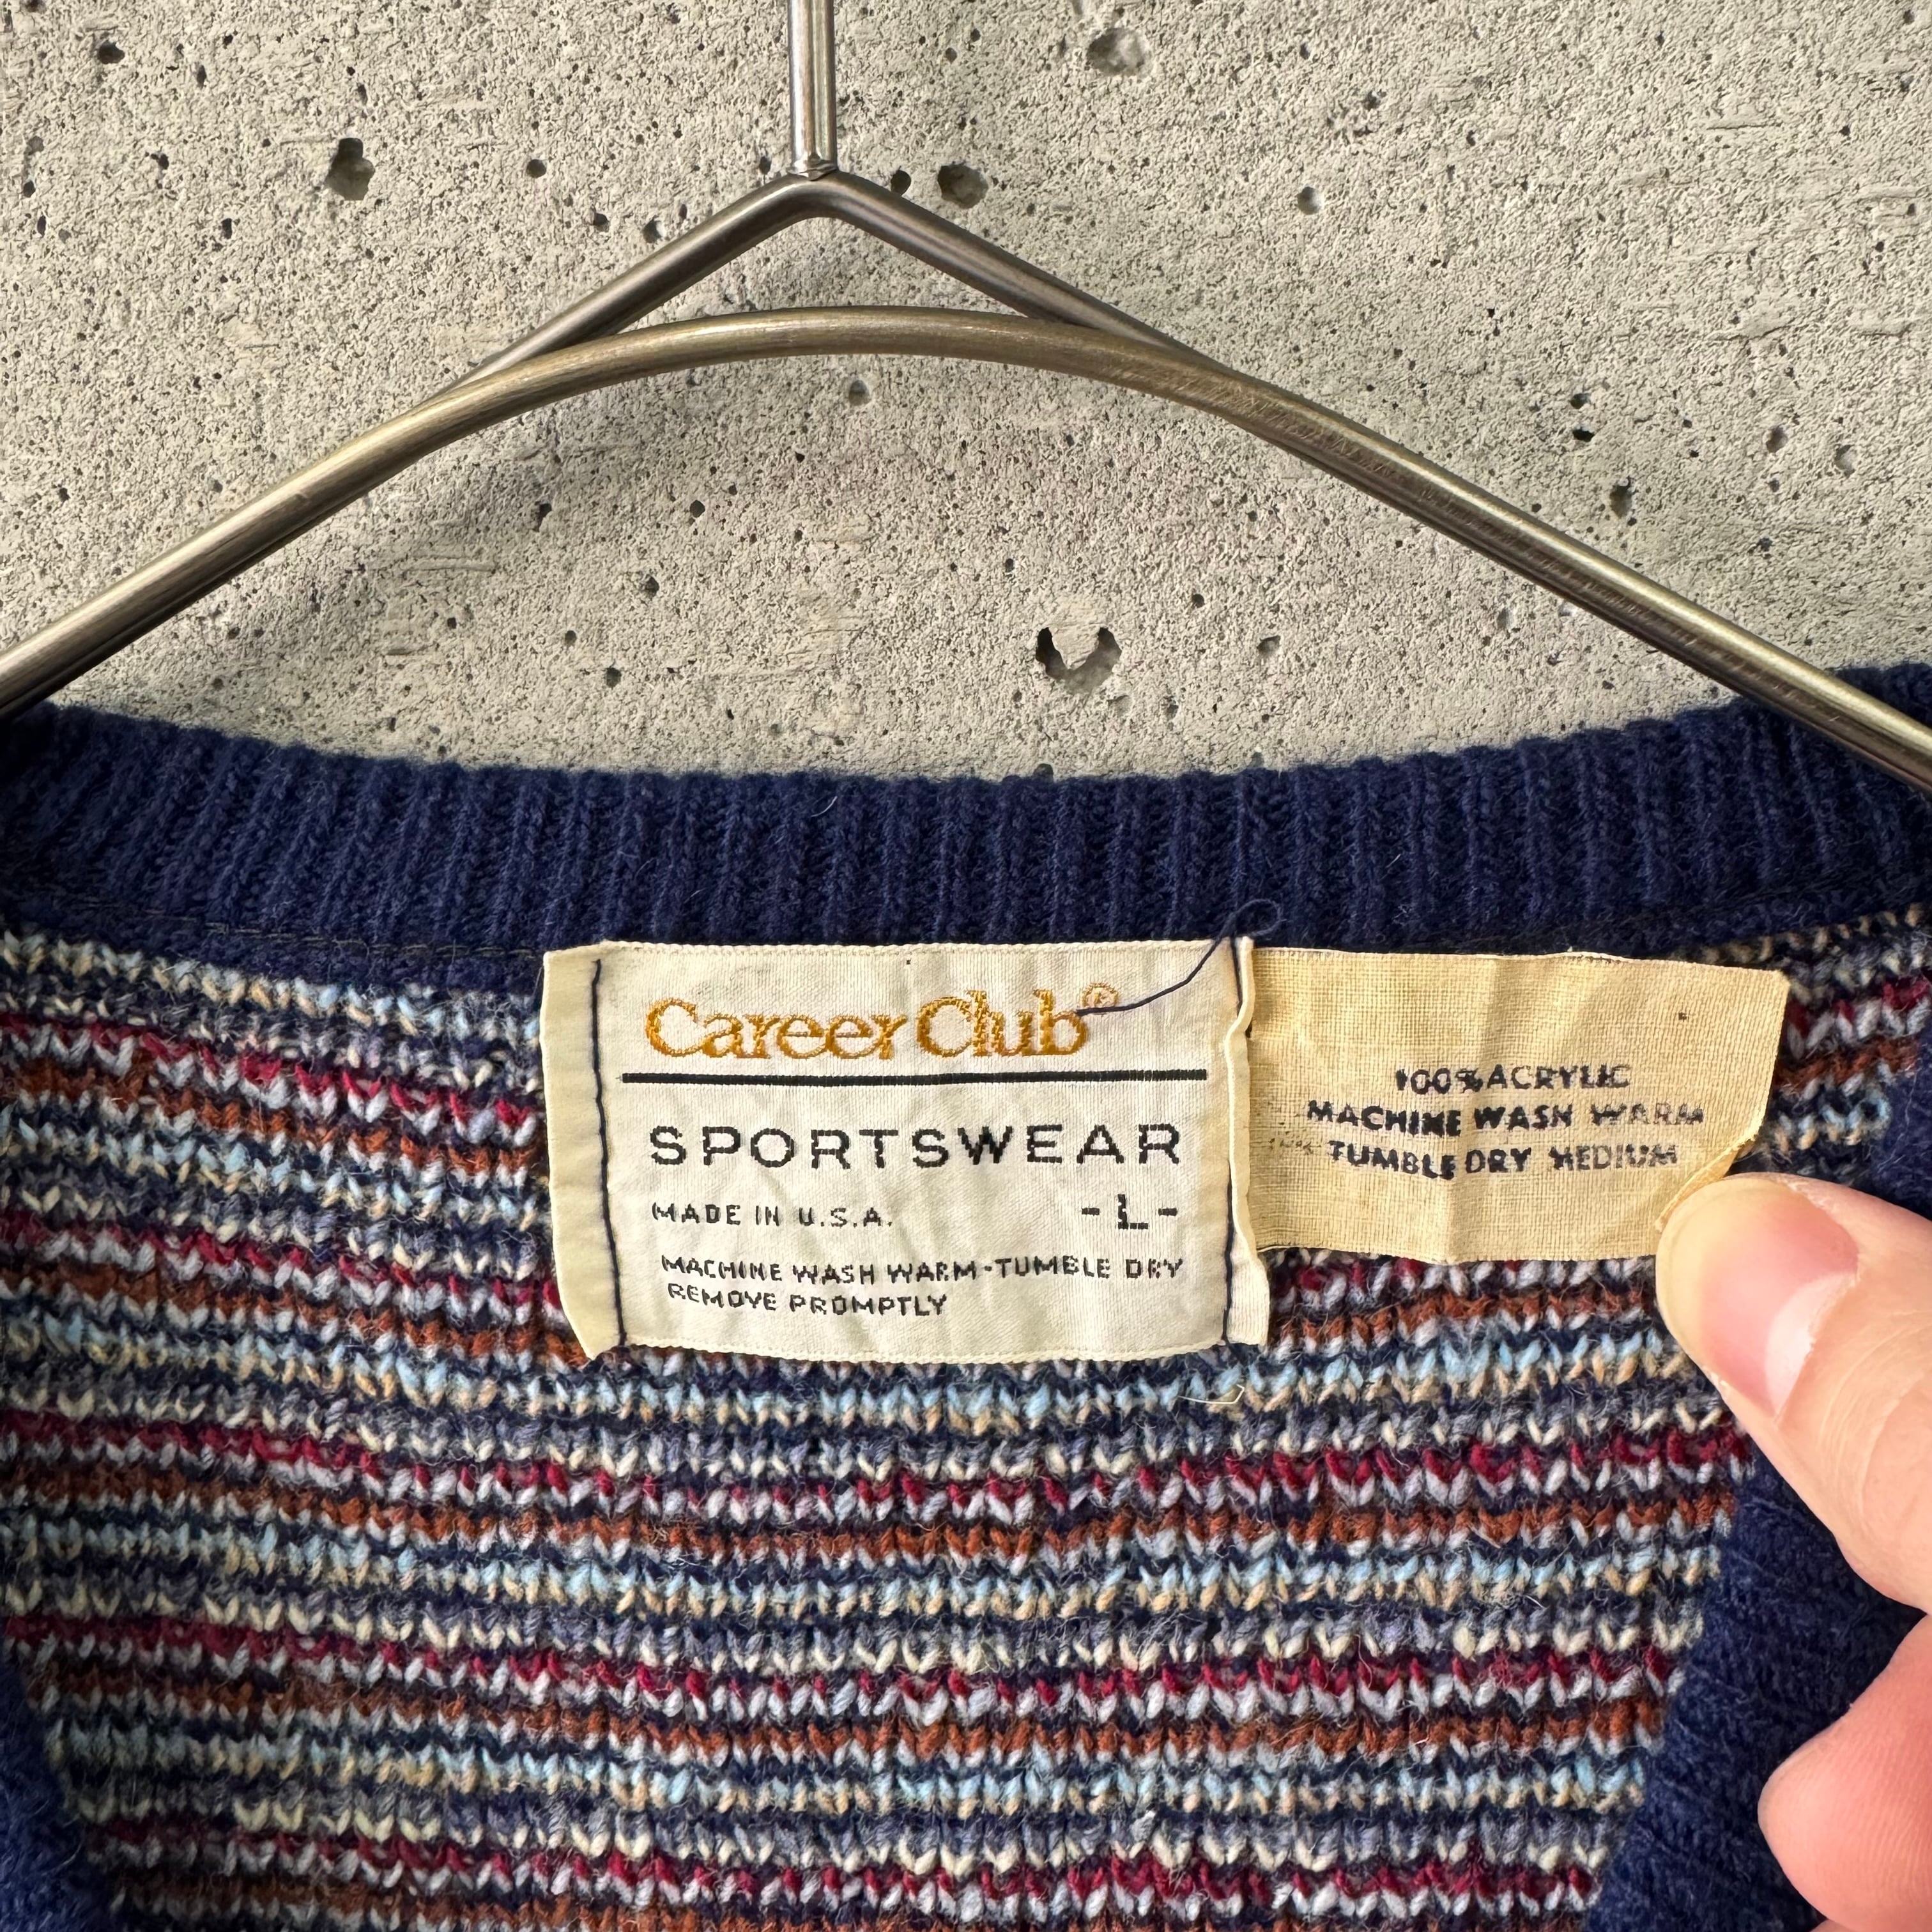 Career Club®
SPORTSWEAR
MADE IN U.S.A. -L-
MACHINE WASH WARM-TUMBLE DRY
REMOVE PROMPTLY
100% ACRYLIC
MACHINE WASH WARM
TUMBLE DRY MEDIUM